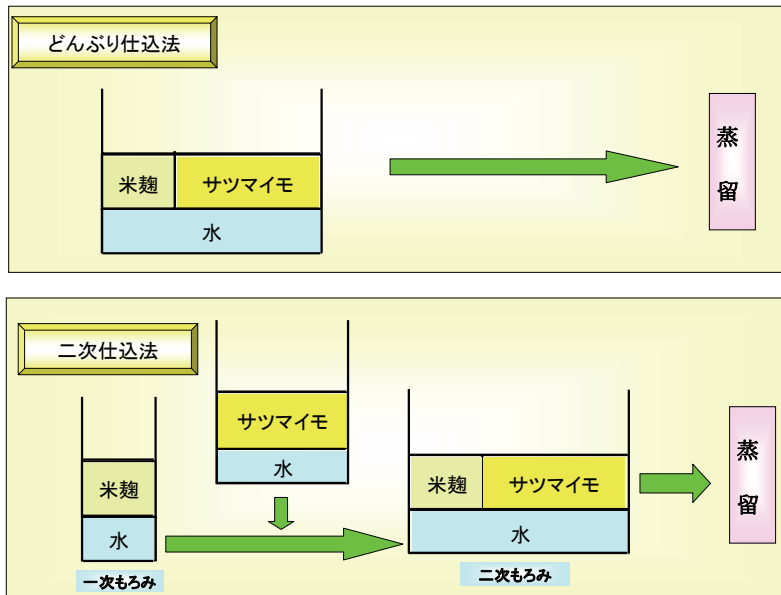 どんぶり仕込法
米麹
サツマイモ
水
蒸
留
二次仕込法
サツマイモ
水
米麹
水
一次もろみ
米麹
サツマイモ
水
二次もろみ
蒸
留